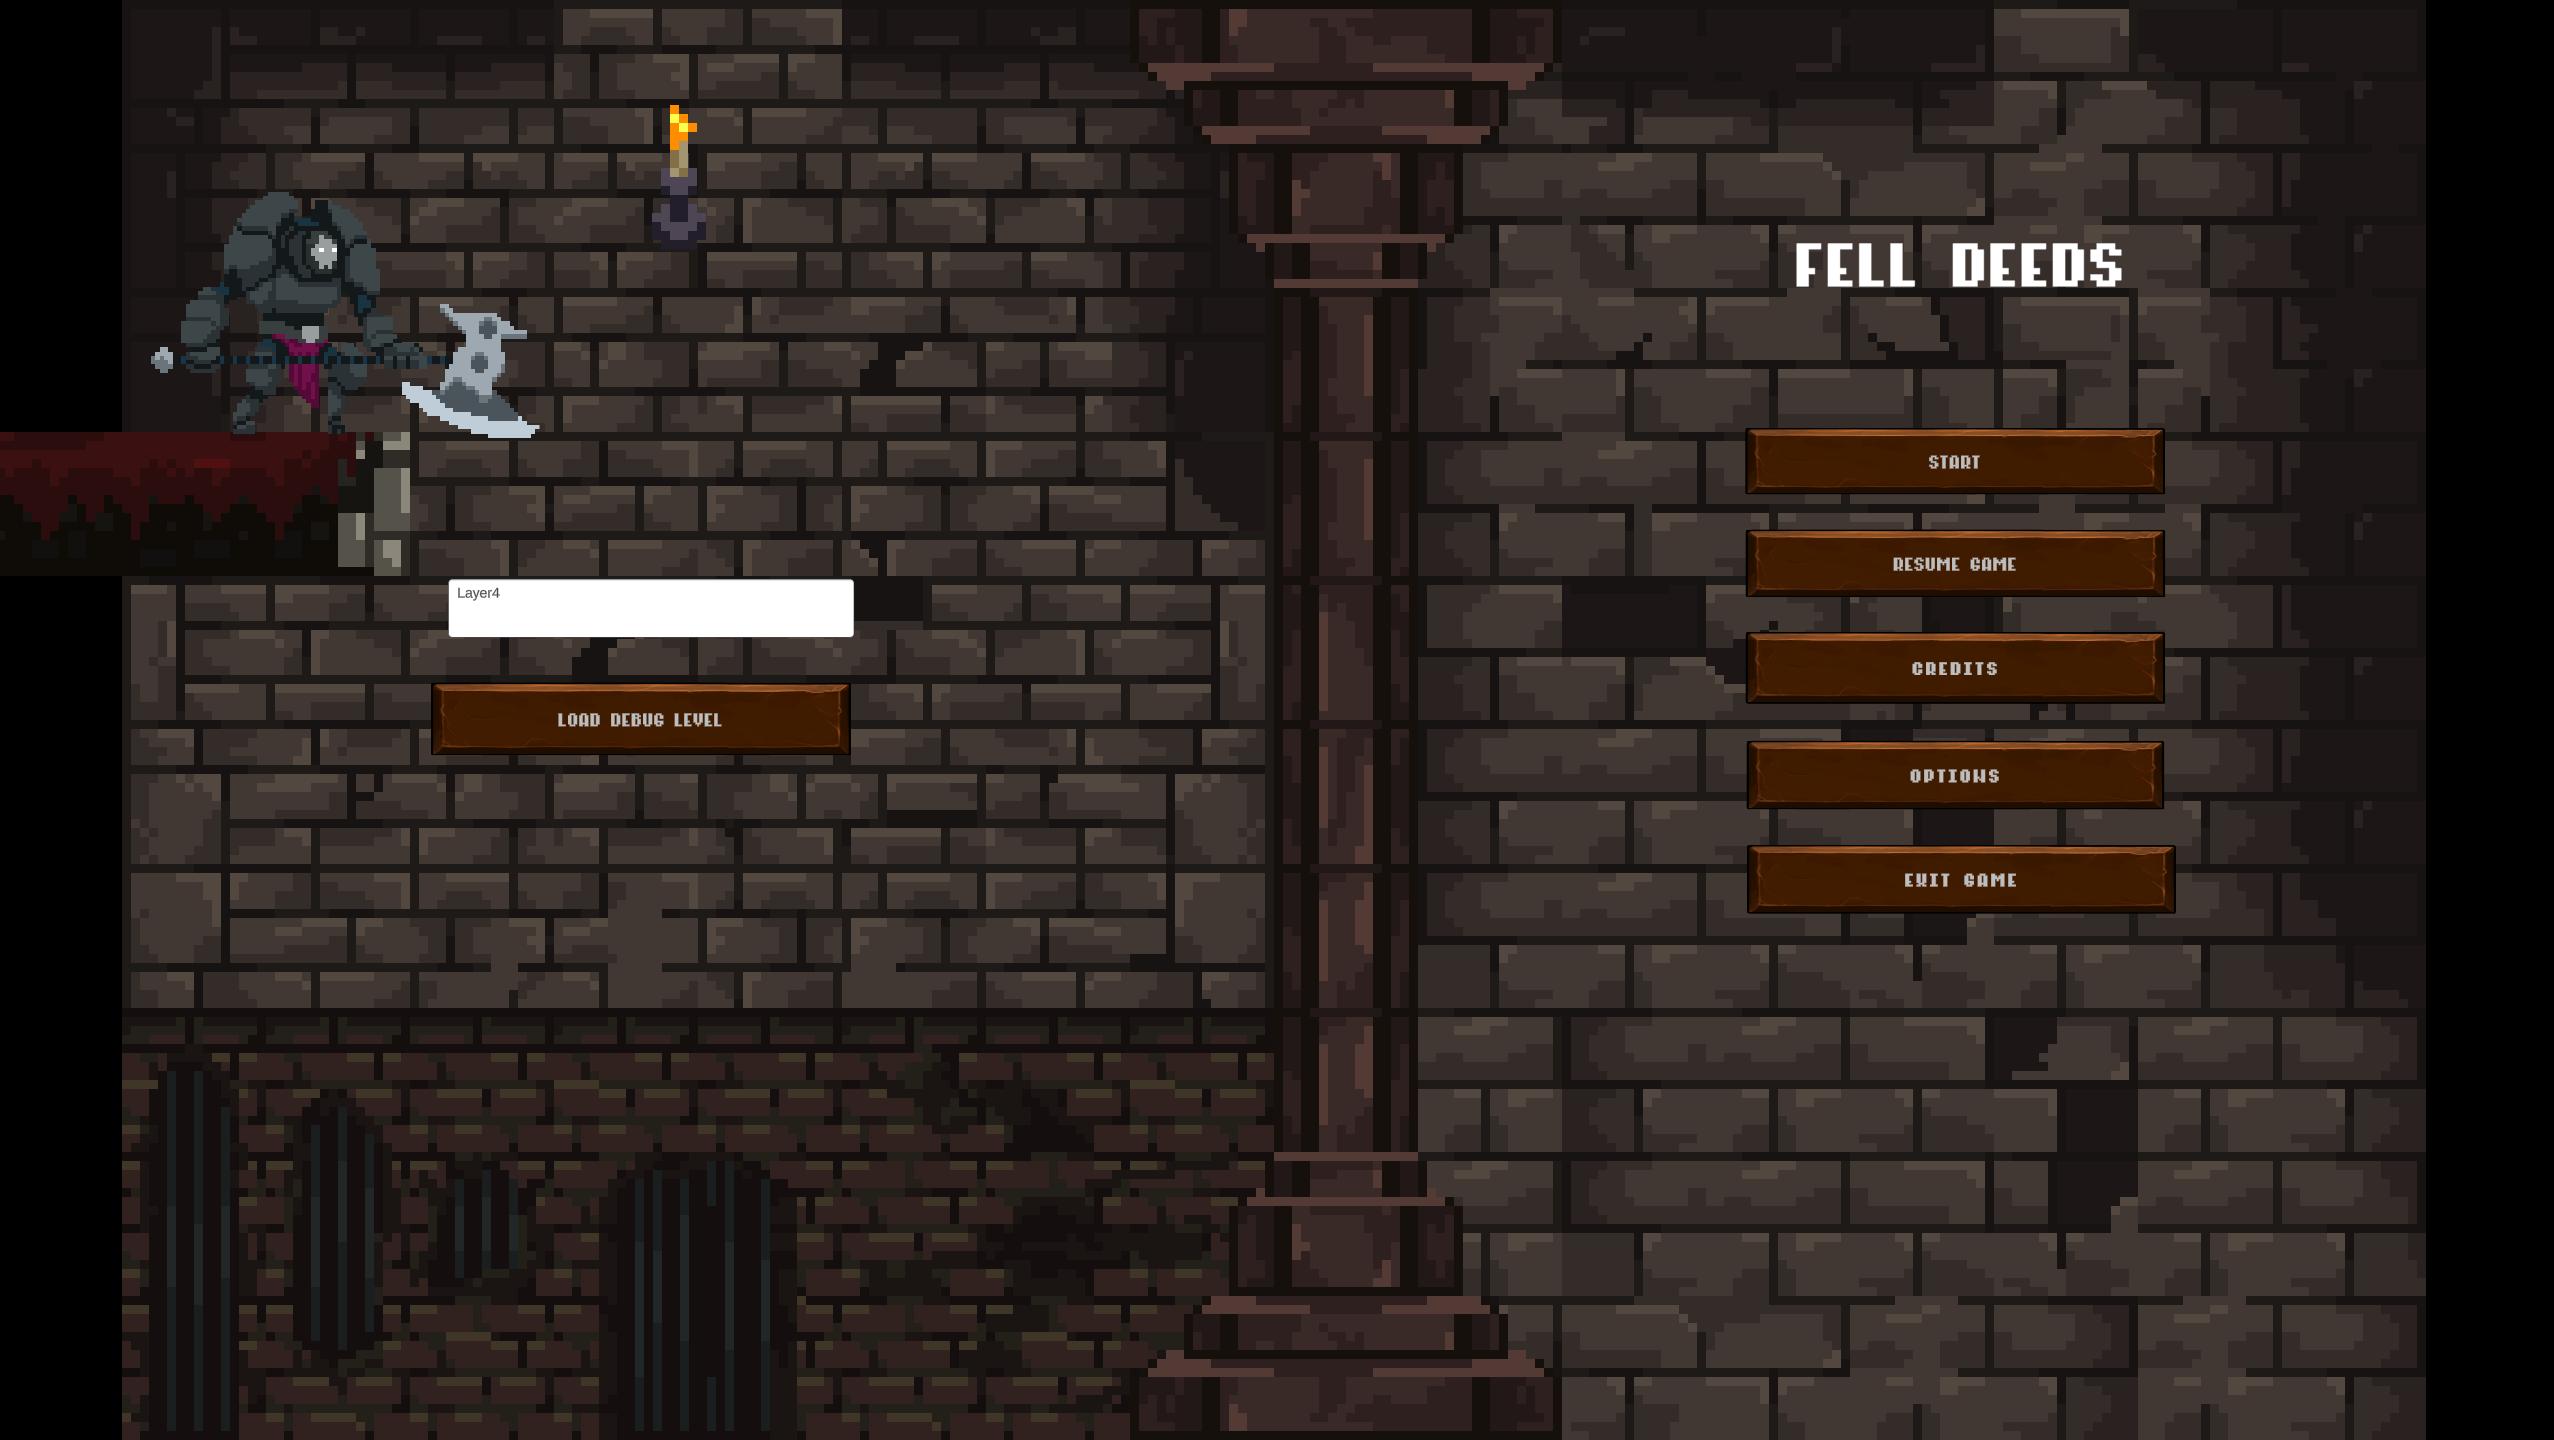 FELL DEEDS
START
RESUME GAME
Layer4
CREDITS
LOAD DEBUG LEVEL
OPTIONS
EXIT GAME